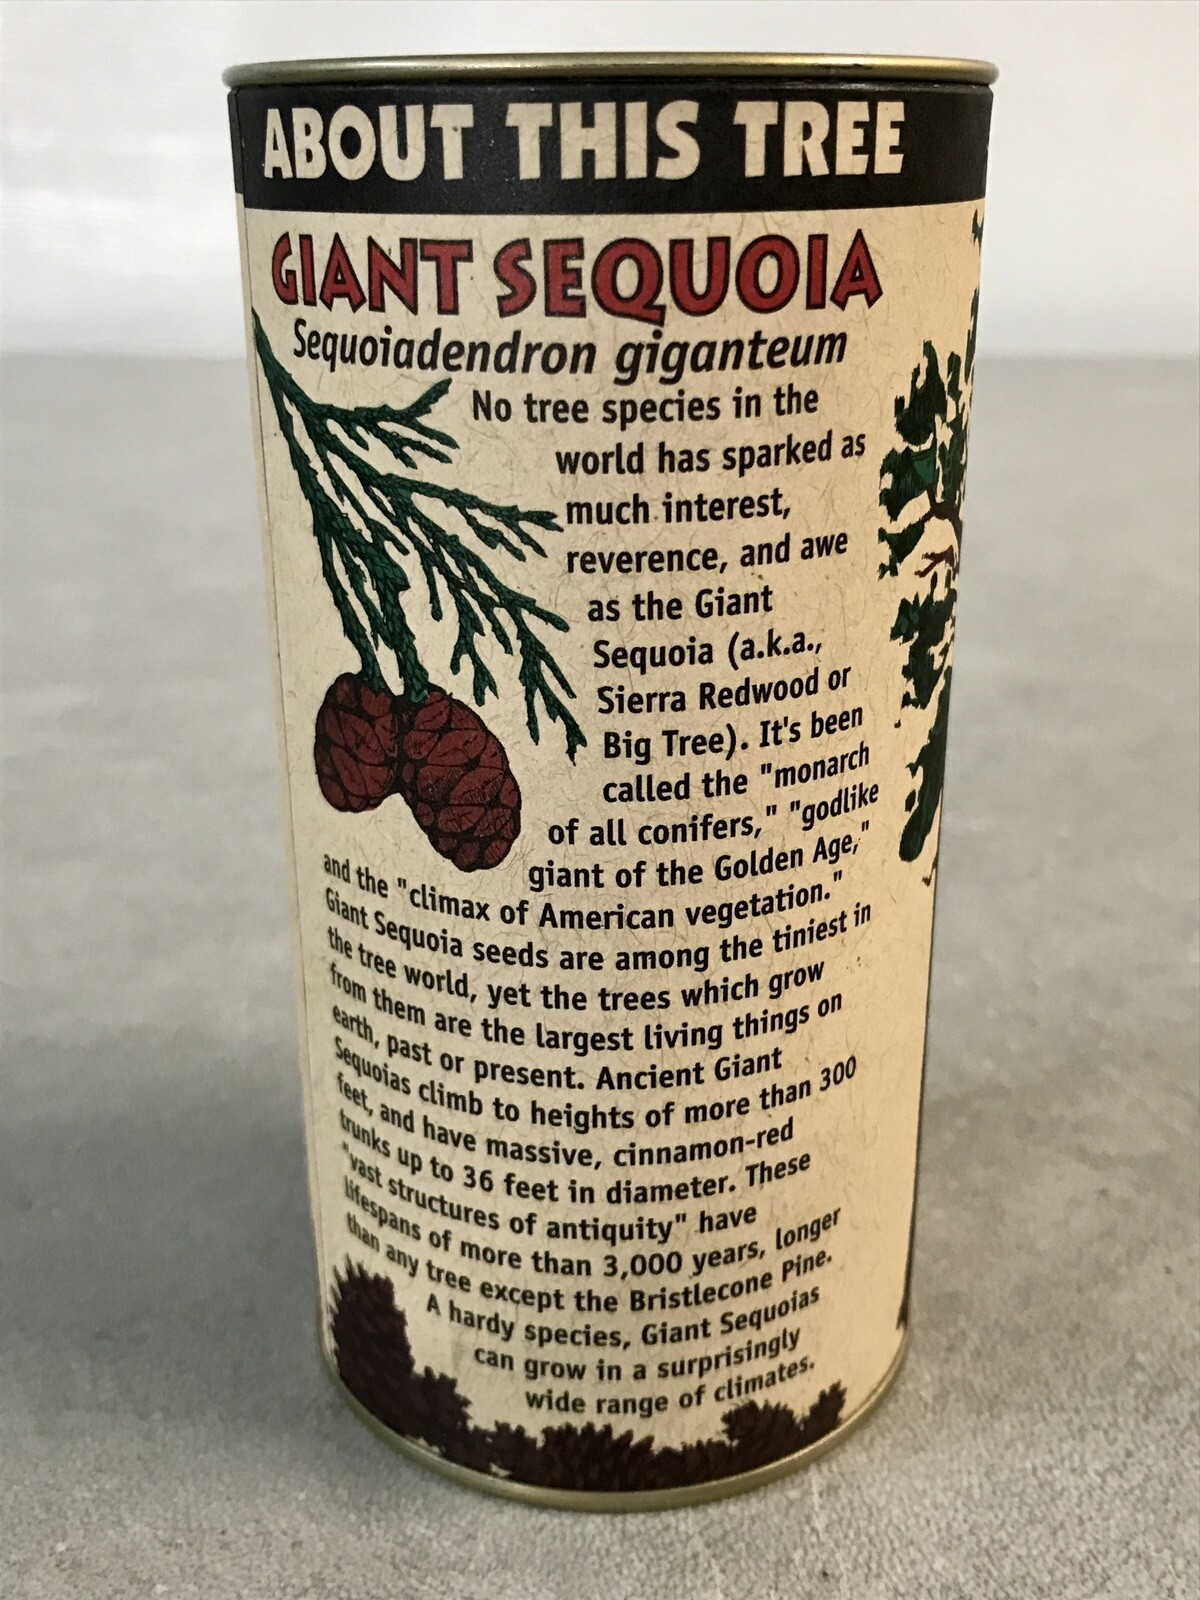 ABOUT THIS TREE
GIANT SEQUOIA
Sequoiadendron giganteum
No tree species in the
world has sparked as
much interest,
reverence, and awe
as the Giant
Sequoia (a.k.a.,
Sierra Redwood or
Big Tree). It's been
called the "monarch
of all conifers," "godlike
giant of the Golden Age,"
and the "climax of American vegetation."
Giant Sequoia seeds are among the tiniest in
the tree world, yet the trees which grow
from them are the largest living things on
earth, past or present. Ancient Giant
Sequoias climb to heights of more than 300
feet, and have massive, cinnamon-red
trunks up to 36 feet in diameter. These
"vast structures of antiquity" have
lifespans of more than 3,000 years, longer
than any tree except the Bristlecone Pine.
A hardy species, Giant Sequoias
can grow in a surprisingly
wide range of climates.